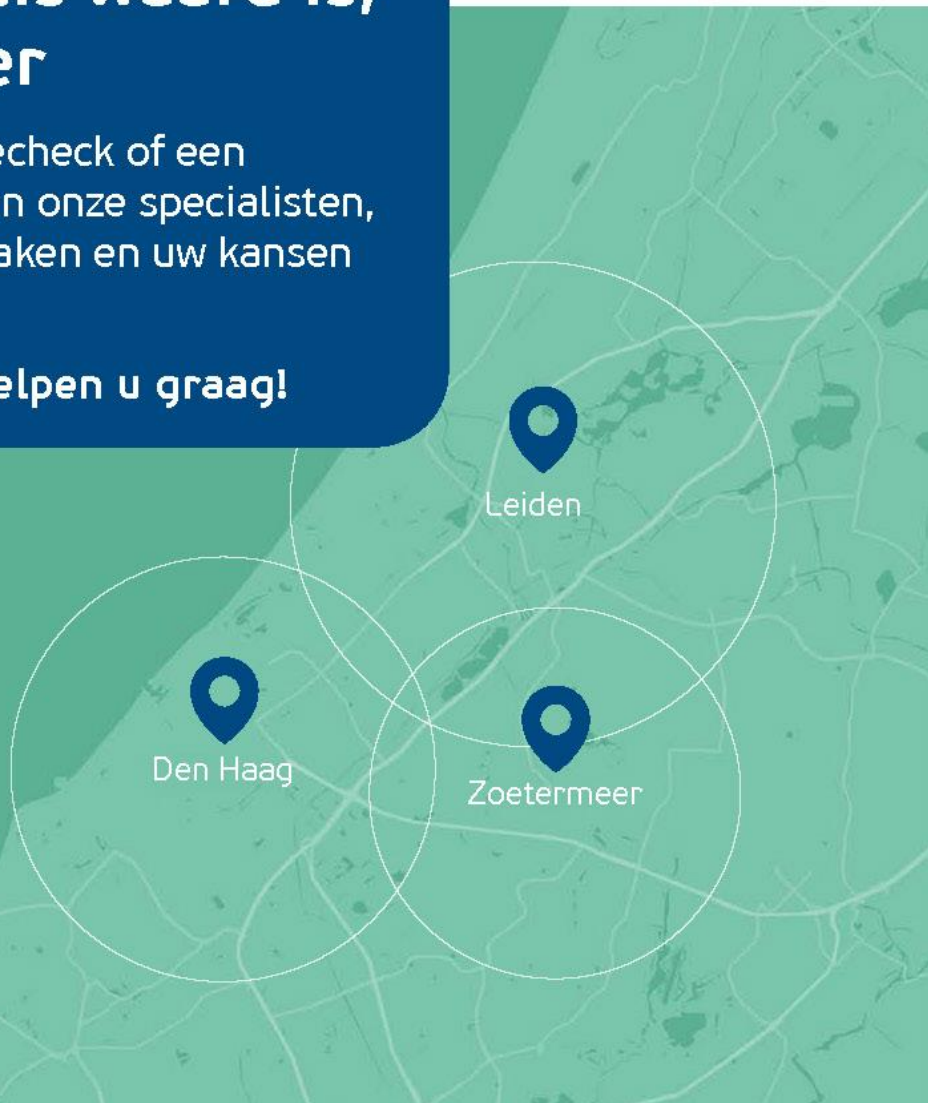 er
echeck of een
n onze specialisten,
aken en uw kansen
elpen u graag!
Leiden
Den Haag
Zoetermeer